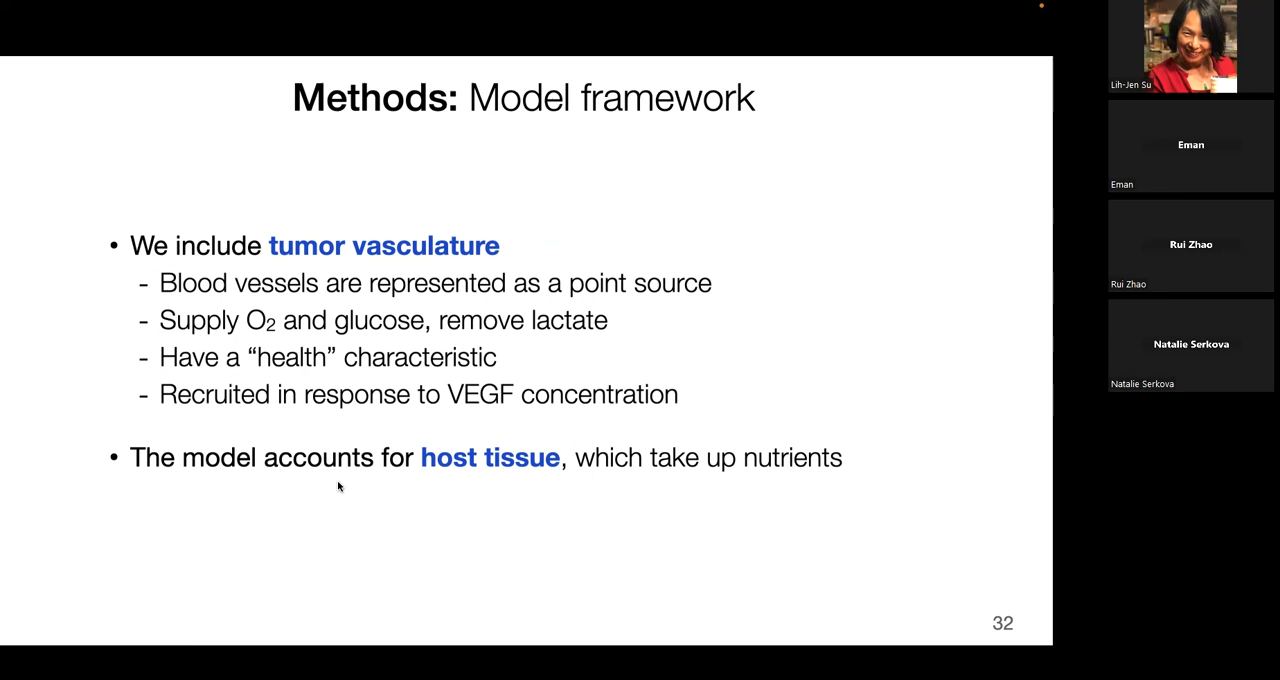 Methods: Model framework
• We include tumor vasculature
- Blood vessels are represented as a point source
- Supply O₂ and glucose, remove lactate
- Have a “health” characteristic
- Recruited in response to VEGF concentration
• The model accounts for host tissue, which take up nutrients
32
Lih-Jen Su
Eman
Eman
Rui Zhao
Rui Zhao
Natalie Serkova
Natalie Serkova